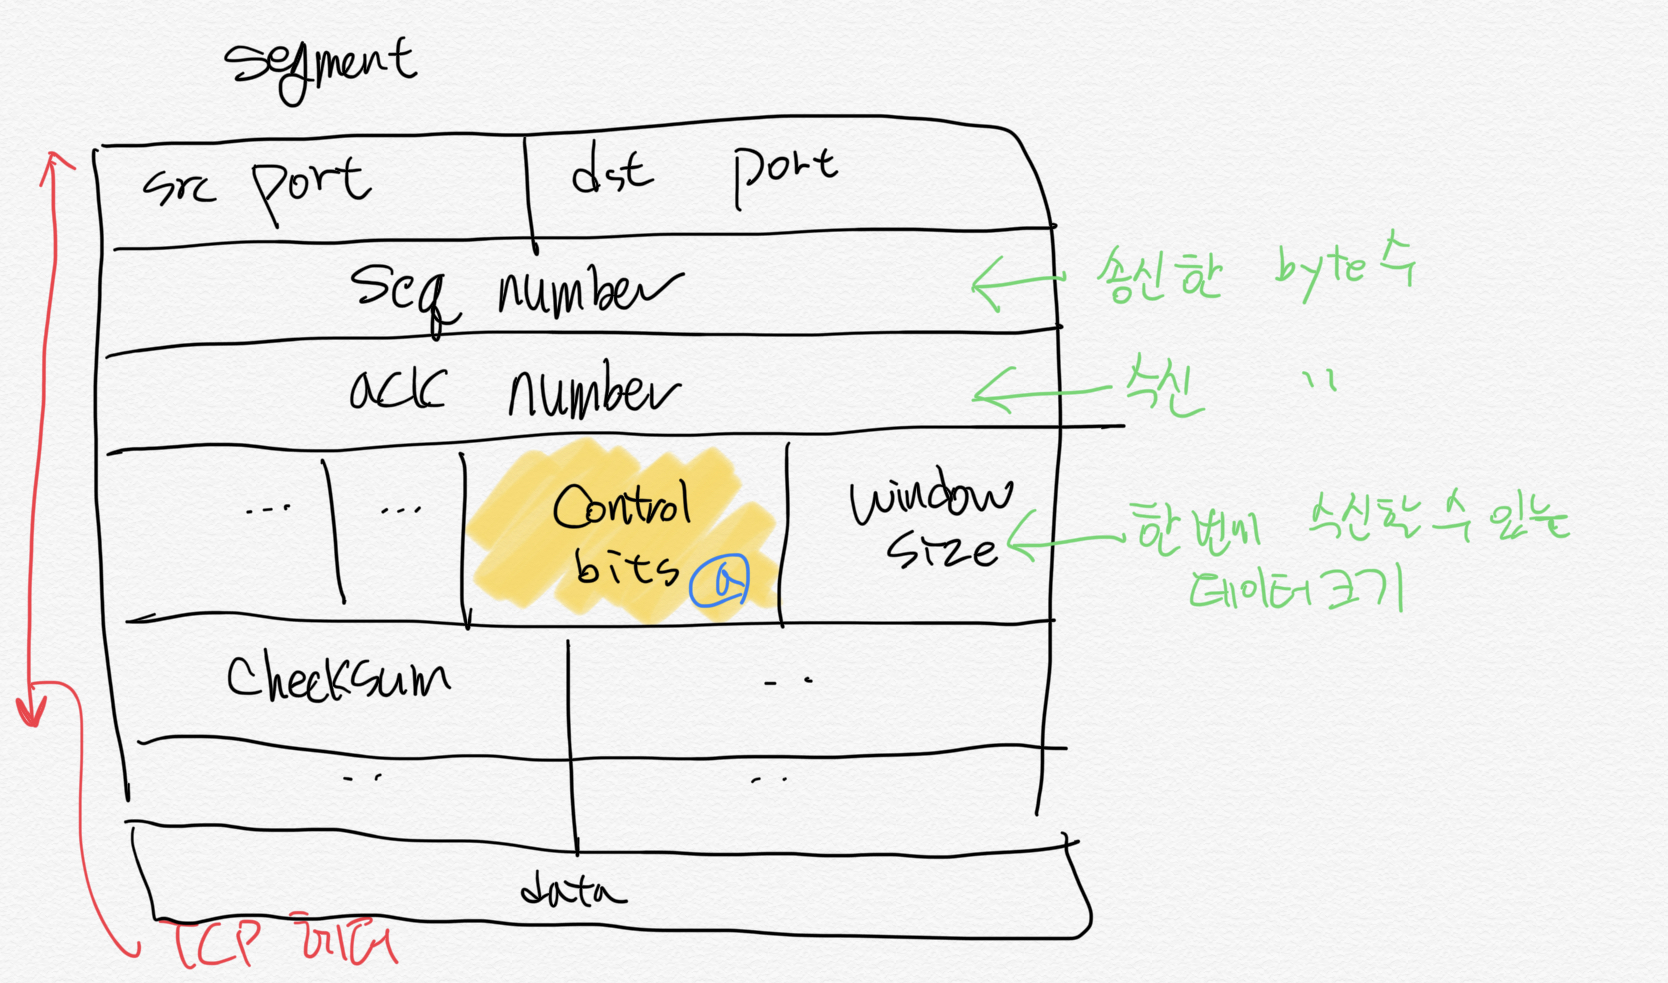 segment
src port dst port
seq number ← 송신한 byte 수
ack number ← 수신 〃
... ... Control bits ⓐ window size ← 한번에 수신할 수 있는 데이터 크기
checksum ..
.. ..
data
TCP 헤더